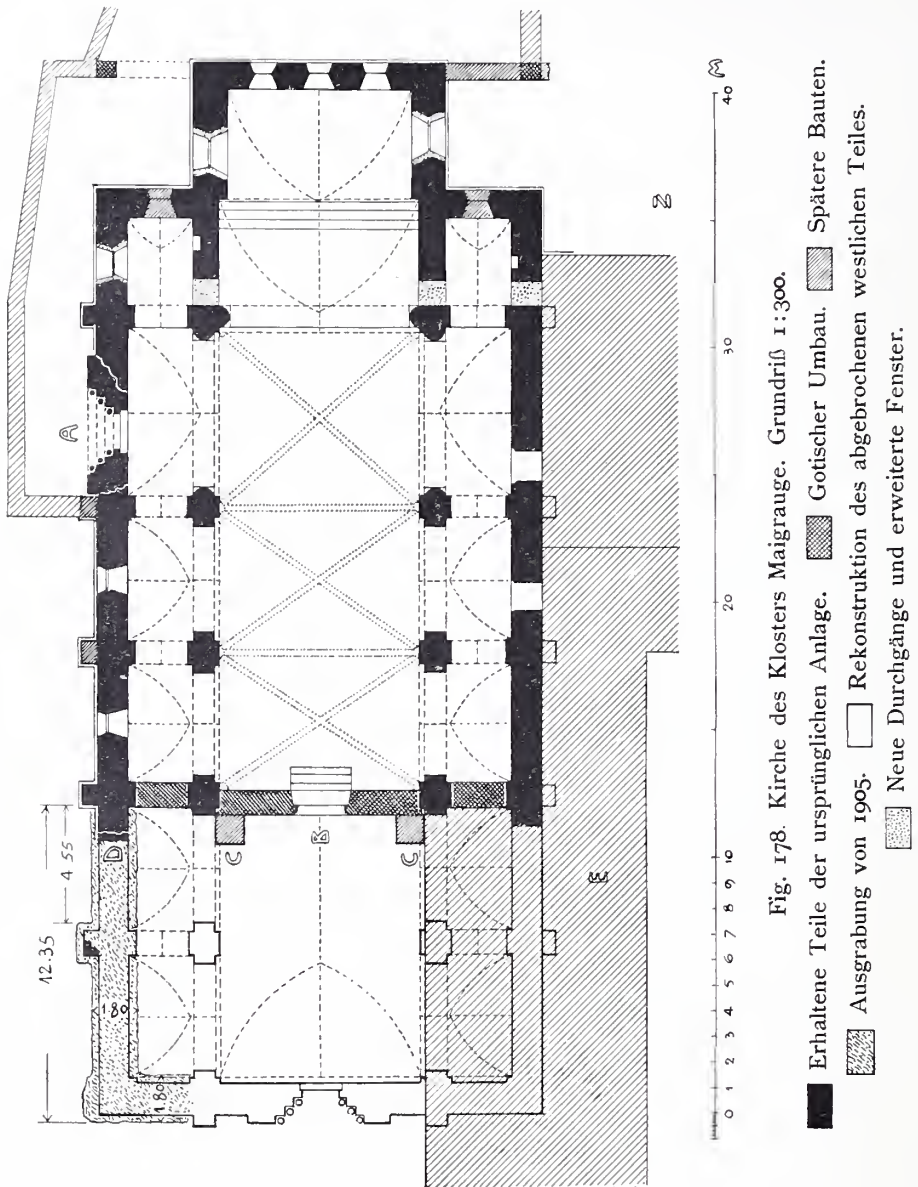 12.35
4.55
1.80
1.80
A
D
C
B
C
E
Z
0 1 2 3 4 5 6 7 8 9 10 20 30 40 M
Fig. 178. Kirche des Klosters Maigrauge. Grundriß 1:300.
Erhaltene Teile der ursprünglichen Anlage. Gotischer Umbau. Spätere Bauten.
Ausgrabung von 1905. Rekonstruktion des abgebrochenen westlichen Teiles.
Neue Durchgänge und erweiterte Fenster.